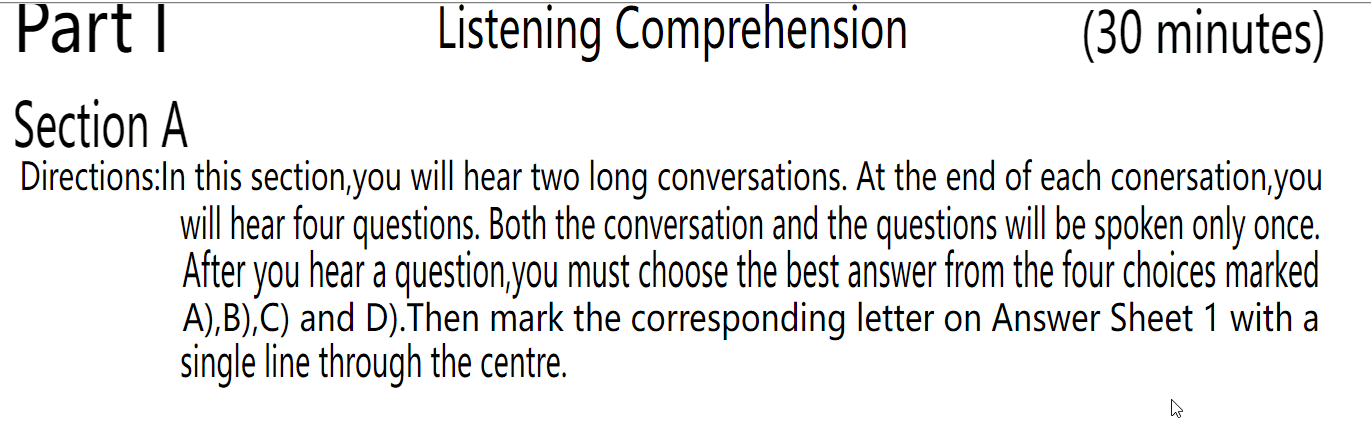 Part I Listening Comprehension (30 minutes)
Section A
Directions:In this section,you will hear two long conversations. At the end of each conersation,you
will hear four questions. Both the conversation and the questions will be spoken only once.
After you hear a question,you must choose the best answer from the four choices marked
A),B),C) and D).Then mark the corresponding letter on Answer Sheet 1 with a
single line through the centre.